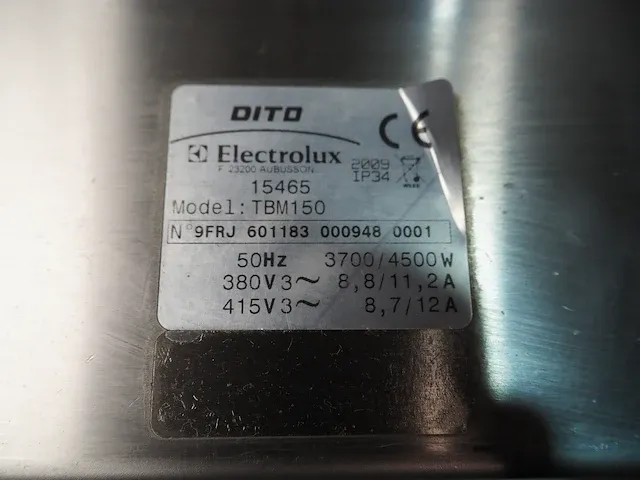 DITO
CE
Electrolux
F 23200 AUBUSSON
2009
IP34
15465
Model: TBM150
N°9FRJ 601183 000948 0001
50Hz 3700/4500W
380V3~ 8,8/11,2A
415V3~ 8,7/12A